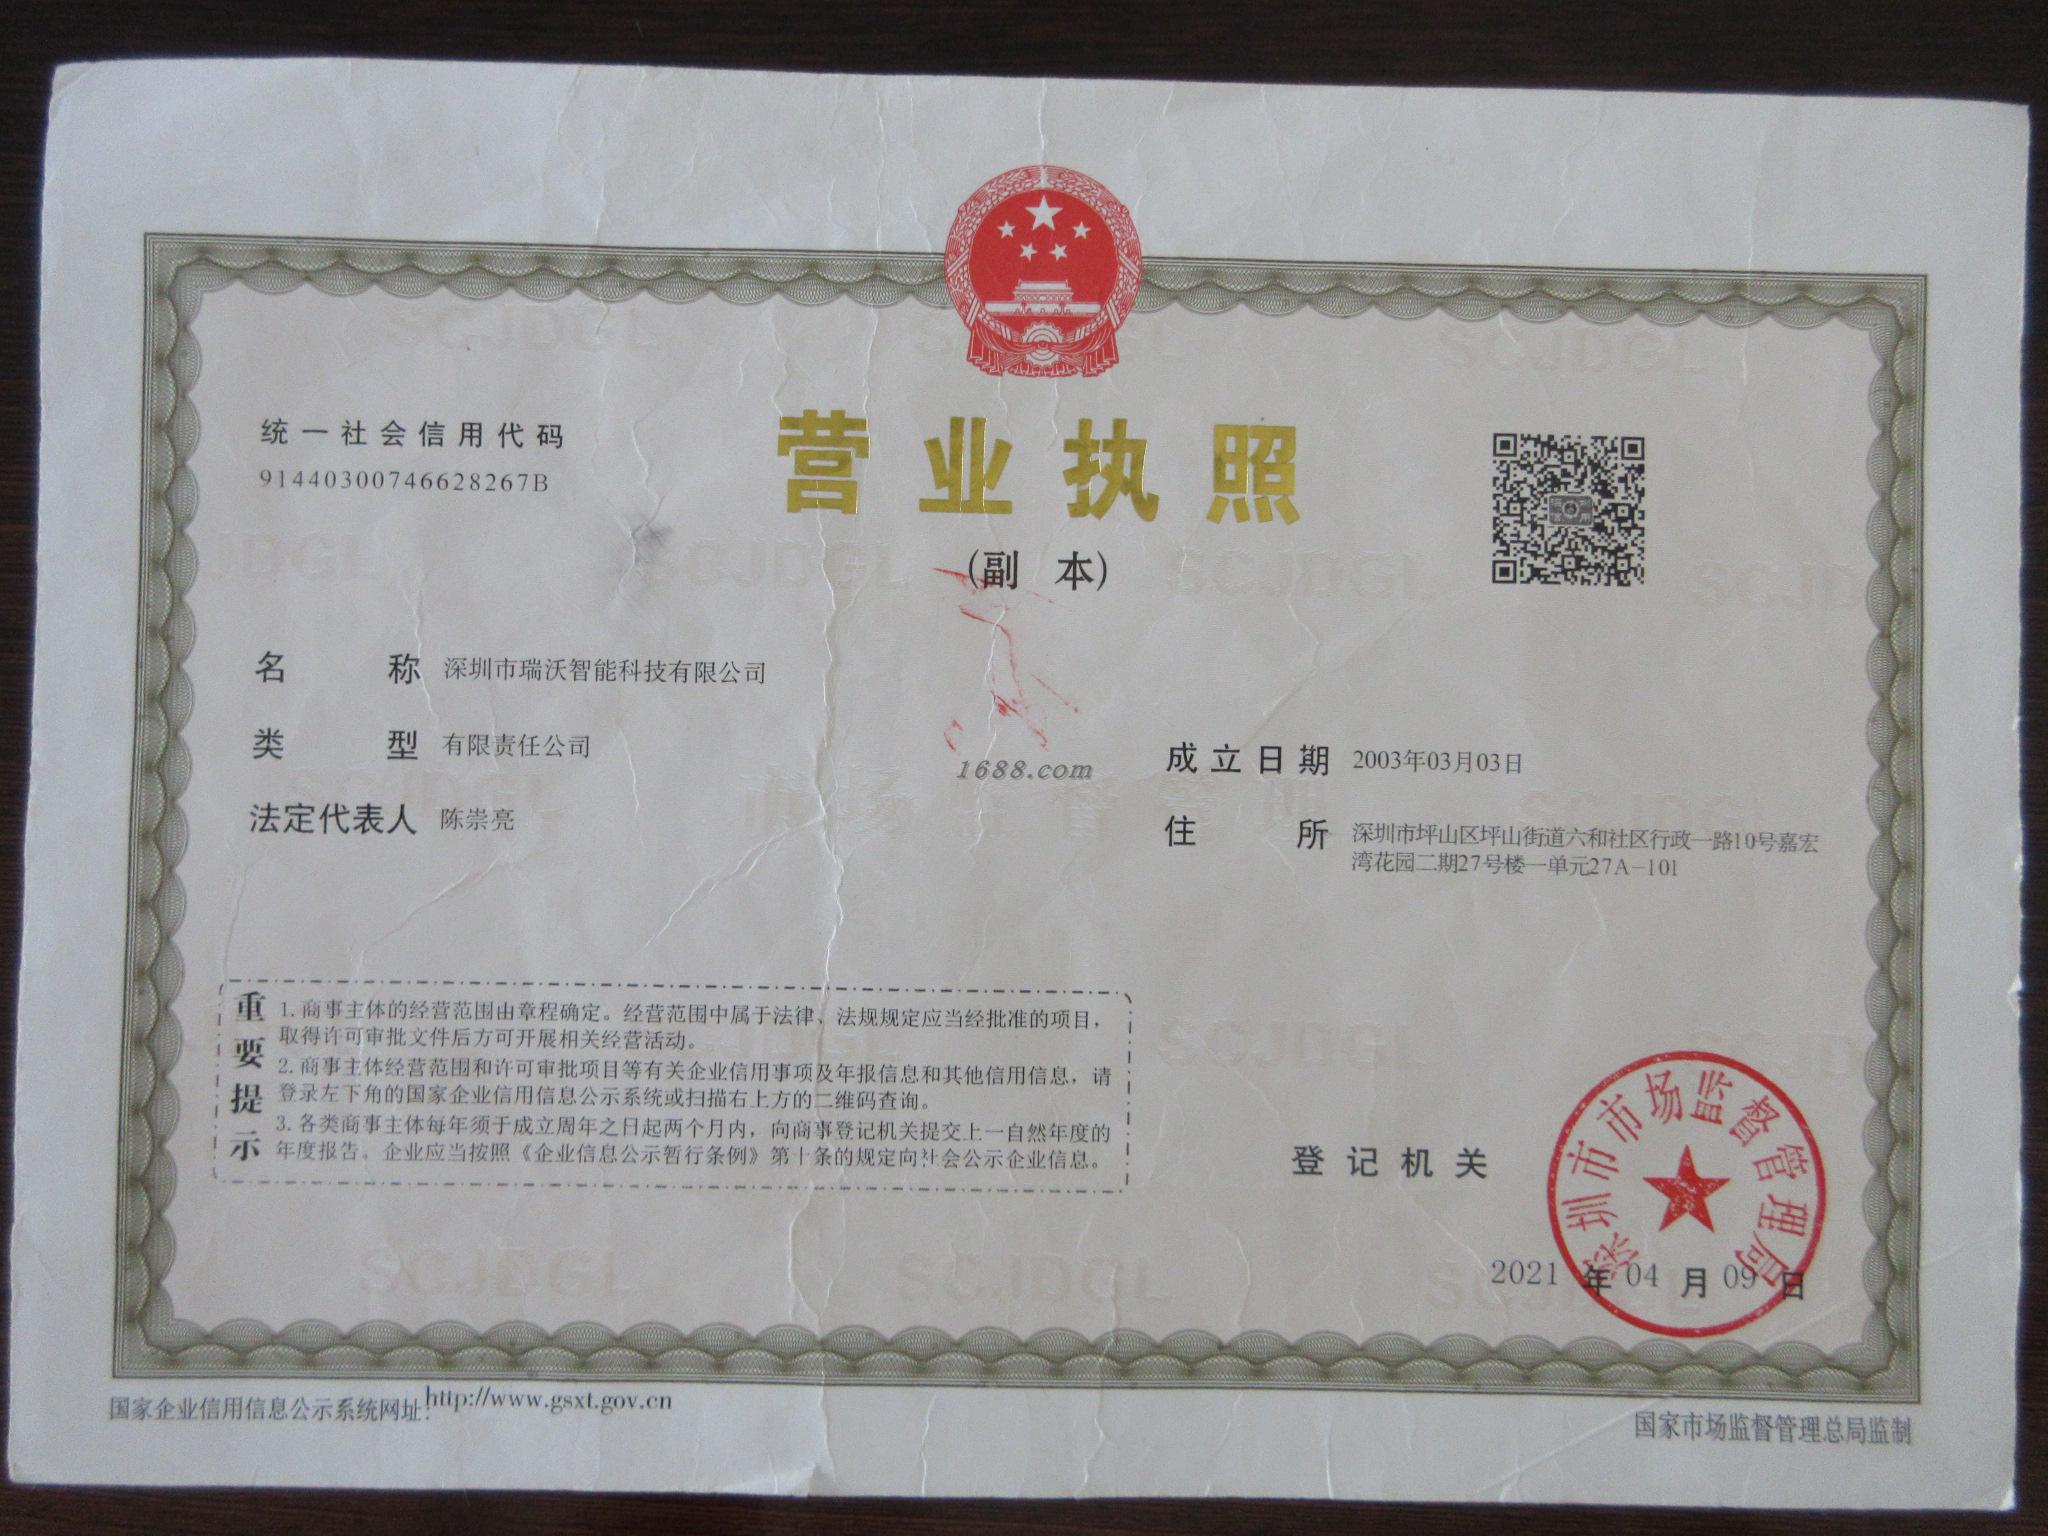 营业执照
(副 本)
统一社会信用代码
91440300746628267B
名 称 深圳市瑞沃智能科技有限公司
类 型 有限责任公司
法定代表人 陈崇亮
1688.com
成立日期 2003年03月03日
住 所 深圳市坪山区坪山街道六和社区行政一路10号嘉宏
湾花园二期27号楼一单元27A-101
重要提示
1.商事主体的经营范围由章程确定。经营范围中属于法律、法规规定应当经批准的项目，
取得许可审批文件后方可开展相关经营活动。
2.商事主体经营范围和许可审批项目等有关企业信用事项及年报信息和其他信用信息，请
登录左下角的国家企业信用信息公示系统或扫描右上方的二维码查询。
3.各类商事主体每年须于成立周年之日起两个月内，向商事登记机关提交上一自然年度的
年度报告。企业应当按照《企业信息公示暂行条例》第十条的规定向社会公示企业信息。
登记机关
深圳市市场监督管理局
2021 年 04 月 09 日
国家企业信用信息公示系统网址：http://www.gsxt.gov.cn
国家市场监督管理总局监制